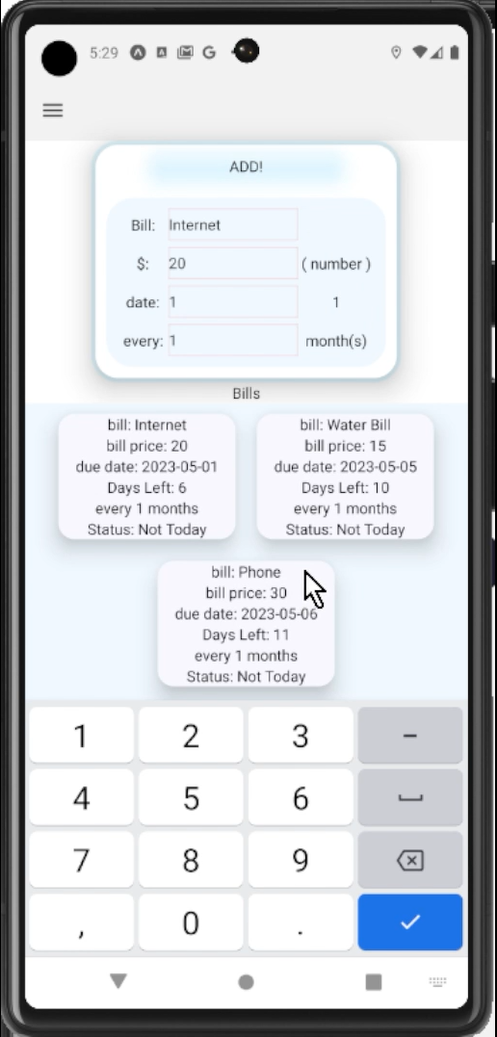 5:29
ADD!
Bill: Internet
$: 20 ( number )
date: 1 1
every: 1 month(s)
Bills
bill: Internet
bill price: 20
due date: 2023-05-01
Days Left: 6
every 1 months
Status: Not Today
bill: Water Bill
bill price: 15
due date: 2023-05-05
Days Left: 10
every 1 months
Status: Not Today
bill: Phone
bill price: 30
due date: 2023-05-06
Days Left: 11
every 1 months
Status: Not Today
1 2 3 -
4 5 6
7 8 9
, 0 .